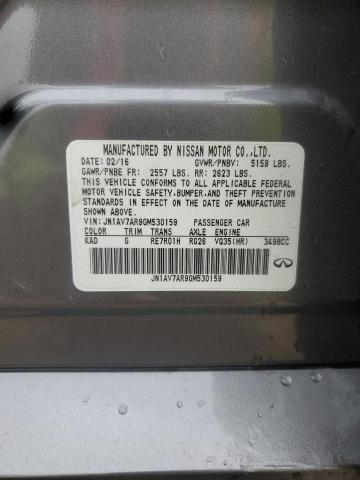 MANUFACTURED BY NISSAN MOTOR CO.,LTD.
DATE: 02/16 GVWR/PNBV: 5159 LBS.
GAWR/PNBE FR: 2557 LBS. RR: 2623 LBS.
THIS VEHICLE CONFORMS TO ALL APPLICABLE FEDERAL
MOTOR VEHICLE SAFETY,BUMPER,AND THEFT PREVENTION
STANDARDS IN EFFECT ON THE DATE OF MANUFACTURE
SHOWN ABOVE.
VIN: JN1AV7AR9GM530159 PASSENGER CAR
COLOR TRIM TRANS AXLE ENGINE
KAD G RE7R01H RG26 VQ35(HR) 3498CC
JN1AV7AR9GM530159